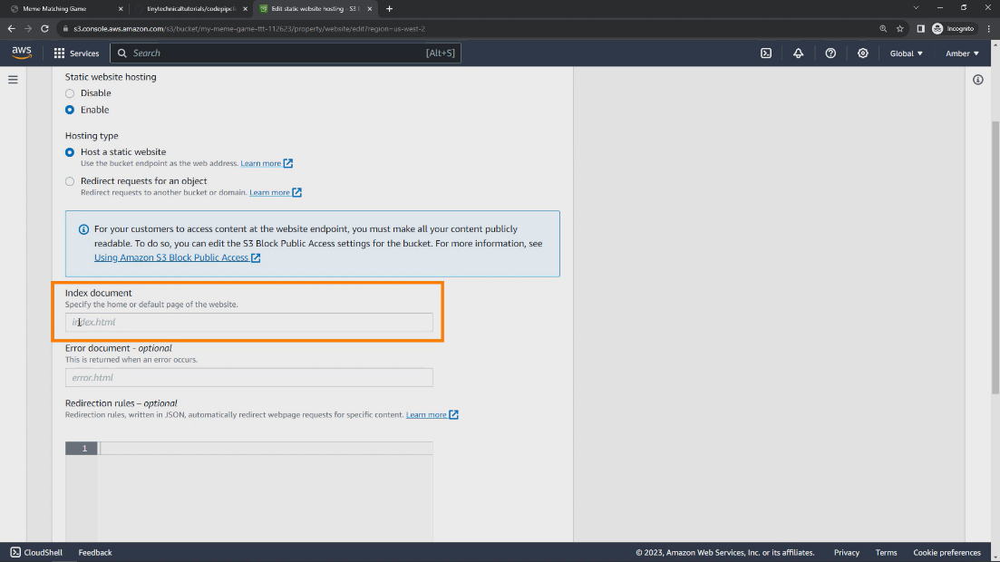 Meme Matching Game
tinytechnicaltutorials/codepipel
Edit static website hosting - S3 b
s3.console.aws.amazon.com/s3/bucket/my-meme-game-ttt-112623/property/website/edit?region=us-west-2
Incognito
aws
Services
Search
[Alt+S]
Global
Amber
Static website hosting
Disable
Enable
Hosting type
Host a static website
Use the bucket endpoint as the web address. Learn more
Redirect requests for an object
Redirect requests to another bucket or domain. Learn more
For your customers to access content at the website endpoint, you must make all your content publicly
readable. To do so, you can edit the S3 Block Public Access settings for the bucket. For more information, see
Using Amazon S3 Block Public Access
Index document
Specify the home or default page of the website.
index.html
Error document - optional
This is returned when an error occurs.
error.html
Redirection rules – optional
Redirection rules, written in JSON, automatically redirect webpage requests for specific content. Learn more
1
CloudShell
Feedback
© 2023, Amazon Web Services, Inc. or its affiliates.
Privacy
Terms
Cookie preferences